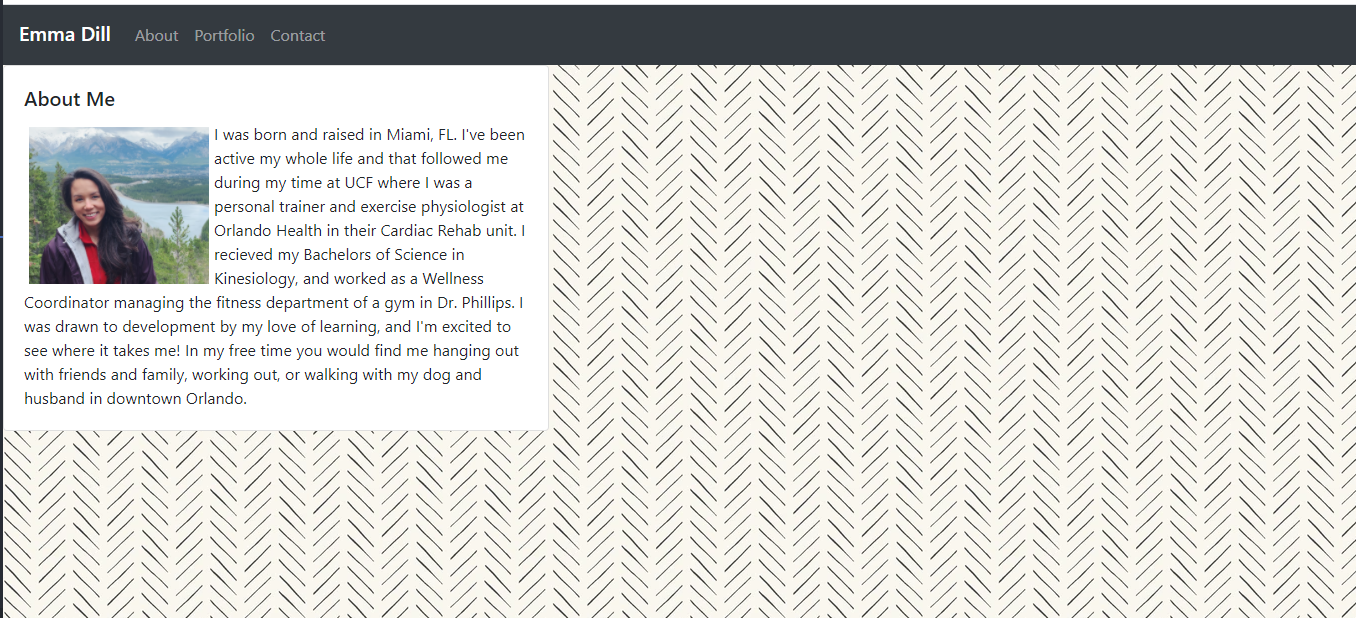 Emma Dill About Portfolio Contact
About Me
I was born and raised in Miami, FL. I've been
active my whole life and that followed me
during my time at UCF where I was a
personal trainer and exercise physiologist at
Orlando Health in their Cardiac Rehab unit. I
recieved my Bachelors of Science in
Kinesiology, and worked as a Wellness
Coordinator managing the fitness department of a gym in Dr. Phillips. I
was drawn to development by my love of learning, and I'm excited to
see where it takes me! In my free time you would find me hanging out
with friends and family, working out, or walking with my dog and
husband in downtown Orlando.